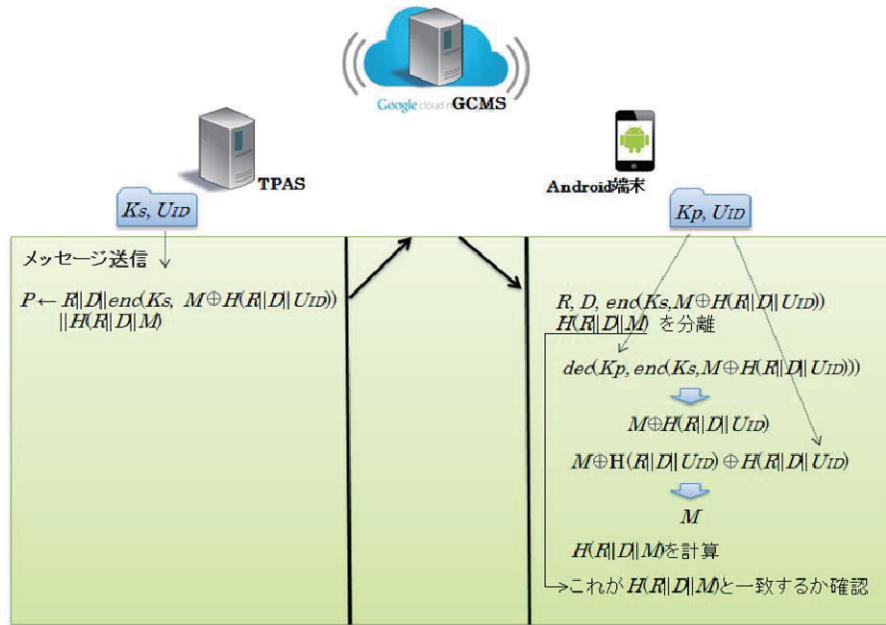 Google cloud m GCMS
TPAS
Android端末
Ks, UID
Kp, UID
メッセージ送信
P ← R||D||enc(Ks, M⊕H(R||D||UID))
||H(R||D||M)
R, D, enc(Ks,M⊕H(R||D||UID))
H(R||D||M) を分離
dec(Kp, enc(Ks,M⊕H(R||D||UID)))
M⊕H(R||D||UID)
M⊕H(R||D||UID) ⊕H(R||D||UID)
M
H(R||D||M)を計算
これが H(R||D||M)と一致するか確認